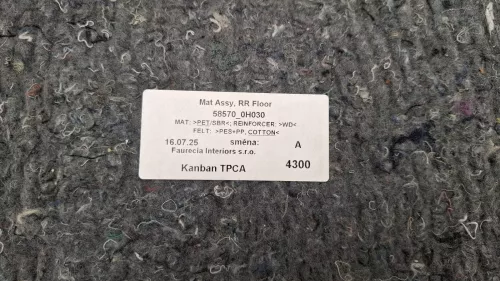 Mat Assy, RR Floor
58570_0H030
MAT: >PET/SBR<; REINFORCER: >WD<
FELT: >PES+PP, COTTON<
16.07.25 směna: A
Faurecia Interiors s.r.o.
Kanban TPCA 4300